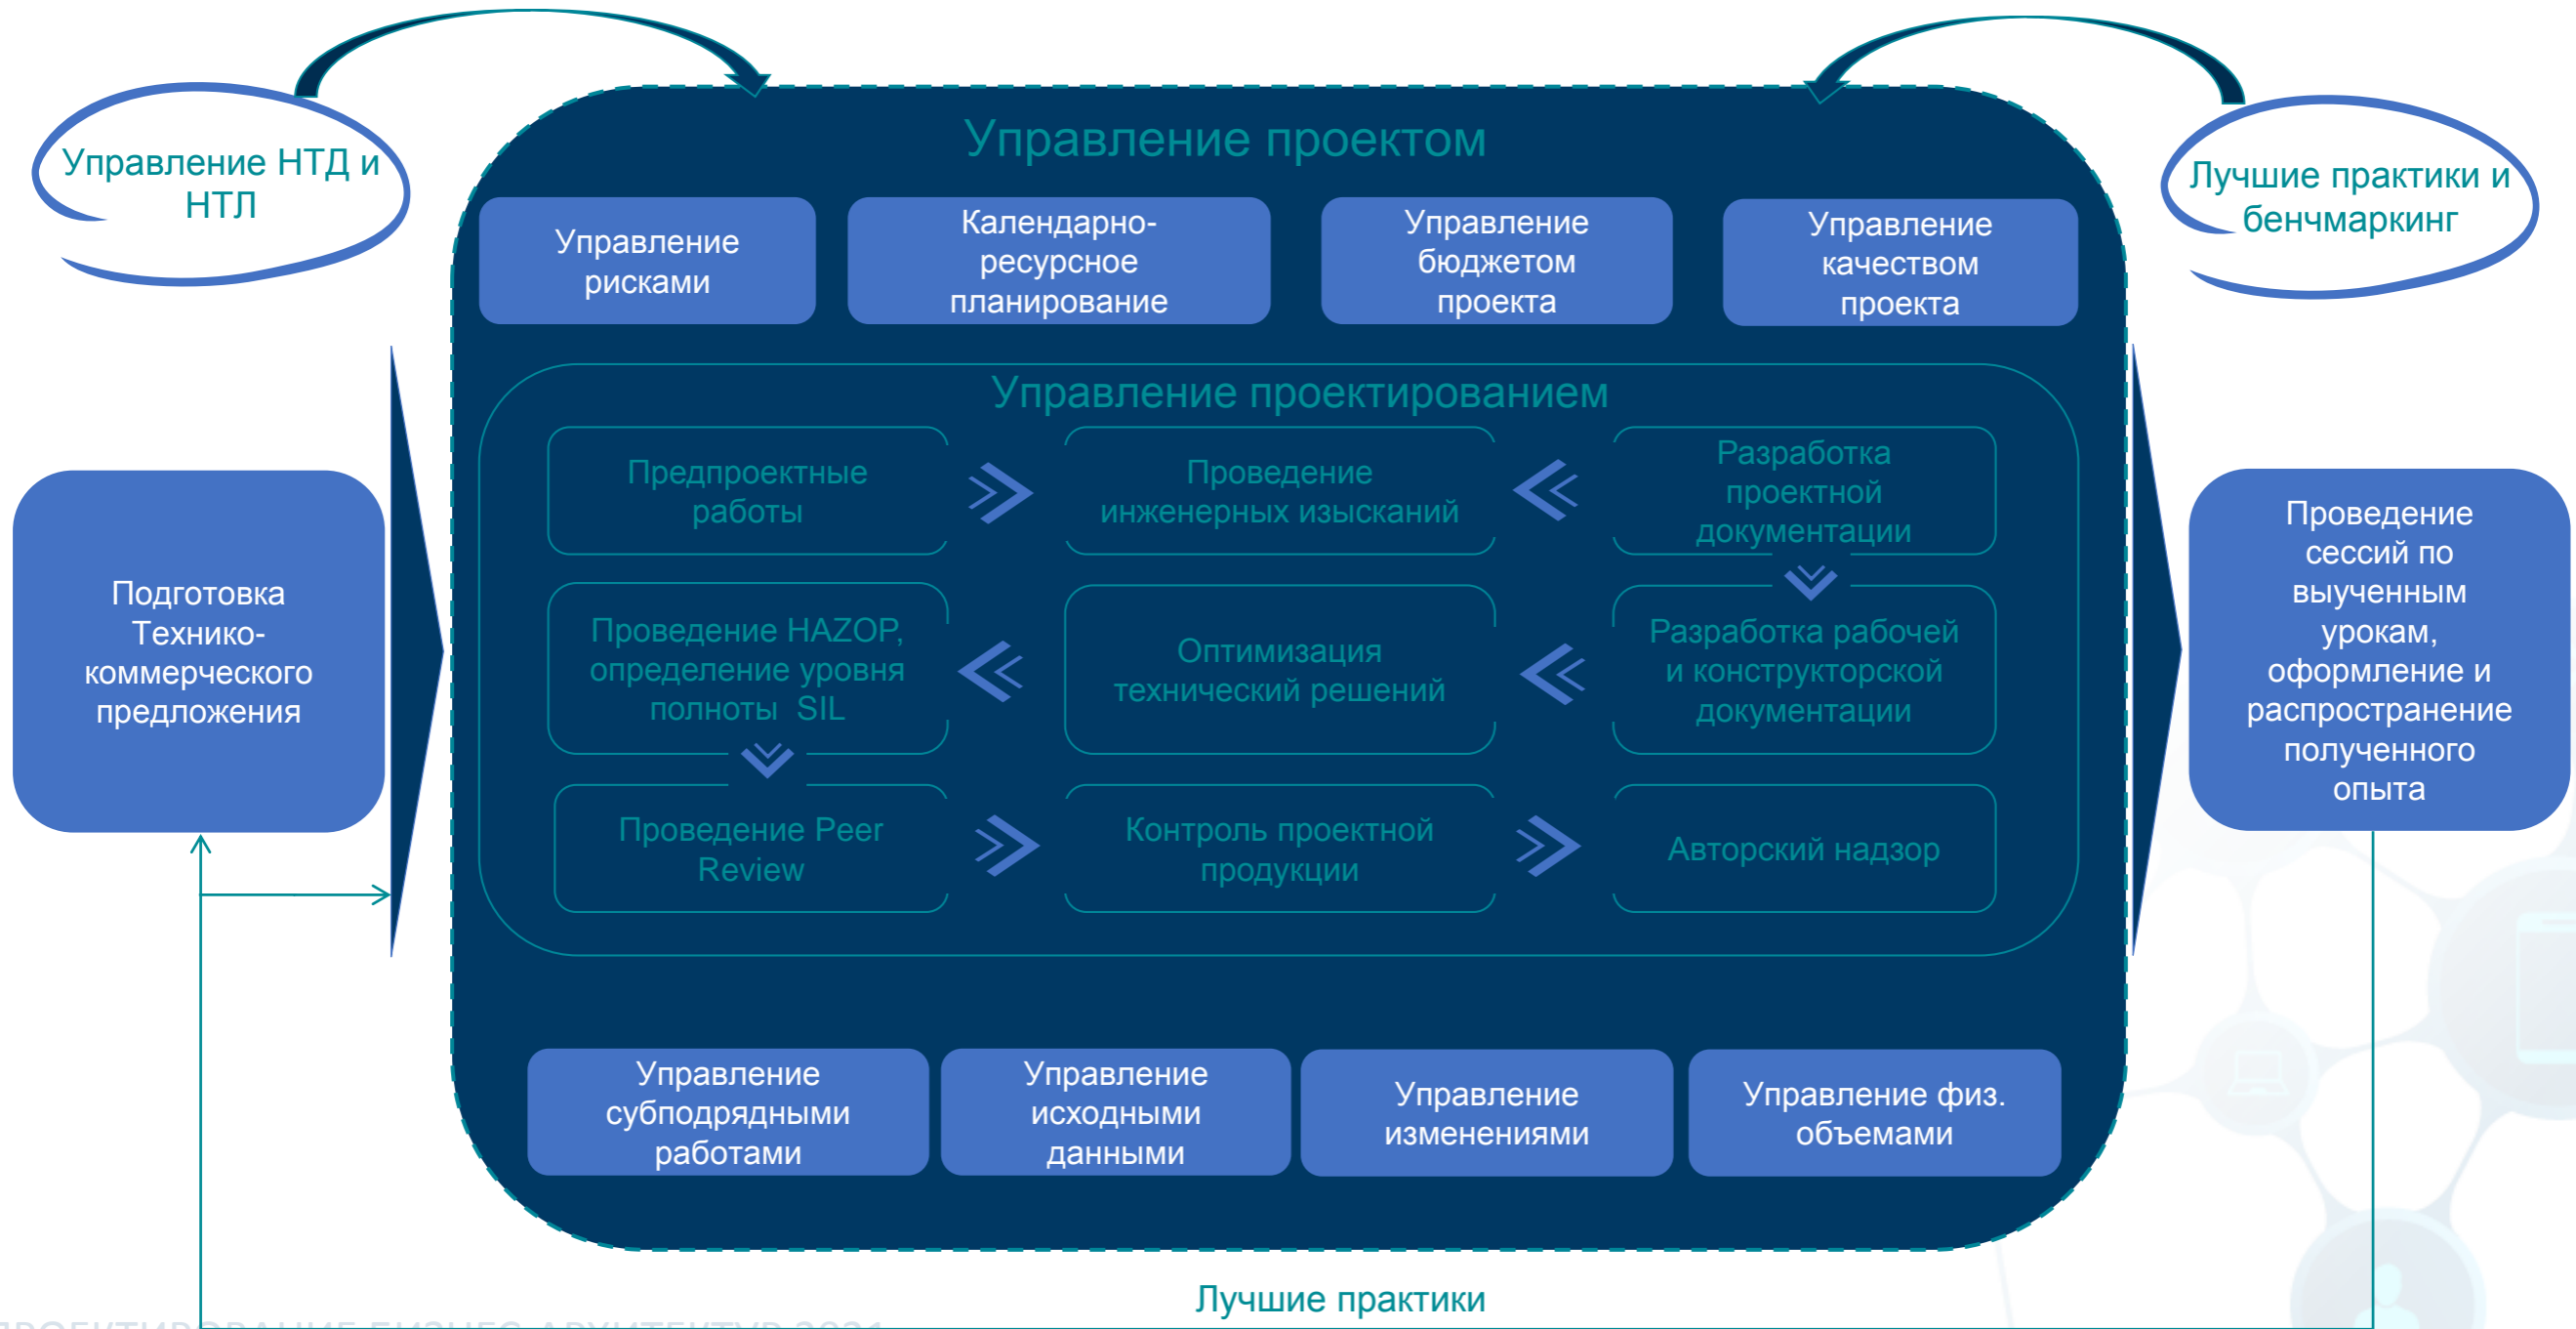 Управление НТД и
НТЛ
Управление проектом
Лучшие практики и
бенчмаркинг
Управление
рисками
Календарно-
ресурсное
планирование
Управление
бюджетом
проекта
Управление
качеством
проекта
Управление проектированием
Предпроектные
работы
Проведение
инженерных изысканий
Разработка
проектной
документации
Подготовка
Технико-
коммерческого
предложения
Проведение HAZOP,
определение уровня
полноты SIL
Оптимизация
технический решений
Разработка рабочей
и конструкторской
документации
Проведение
сессий по
выученным
урокам,
оформление и
распространение
полученного
опыта
Проведение Peer
Review
Контроль проектной
продукции
Авторский надзор
Управление
субподрядными
работами
Управление
исходными
данными
Управление
изменениями
Управление физ.
объемами
Лучшие практики
ПРОЕКТИРОВАНИЕ БИЗНЕС-АРХИТЕКТУР 2021